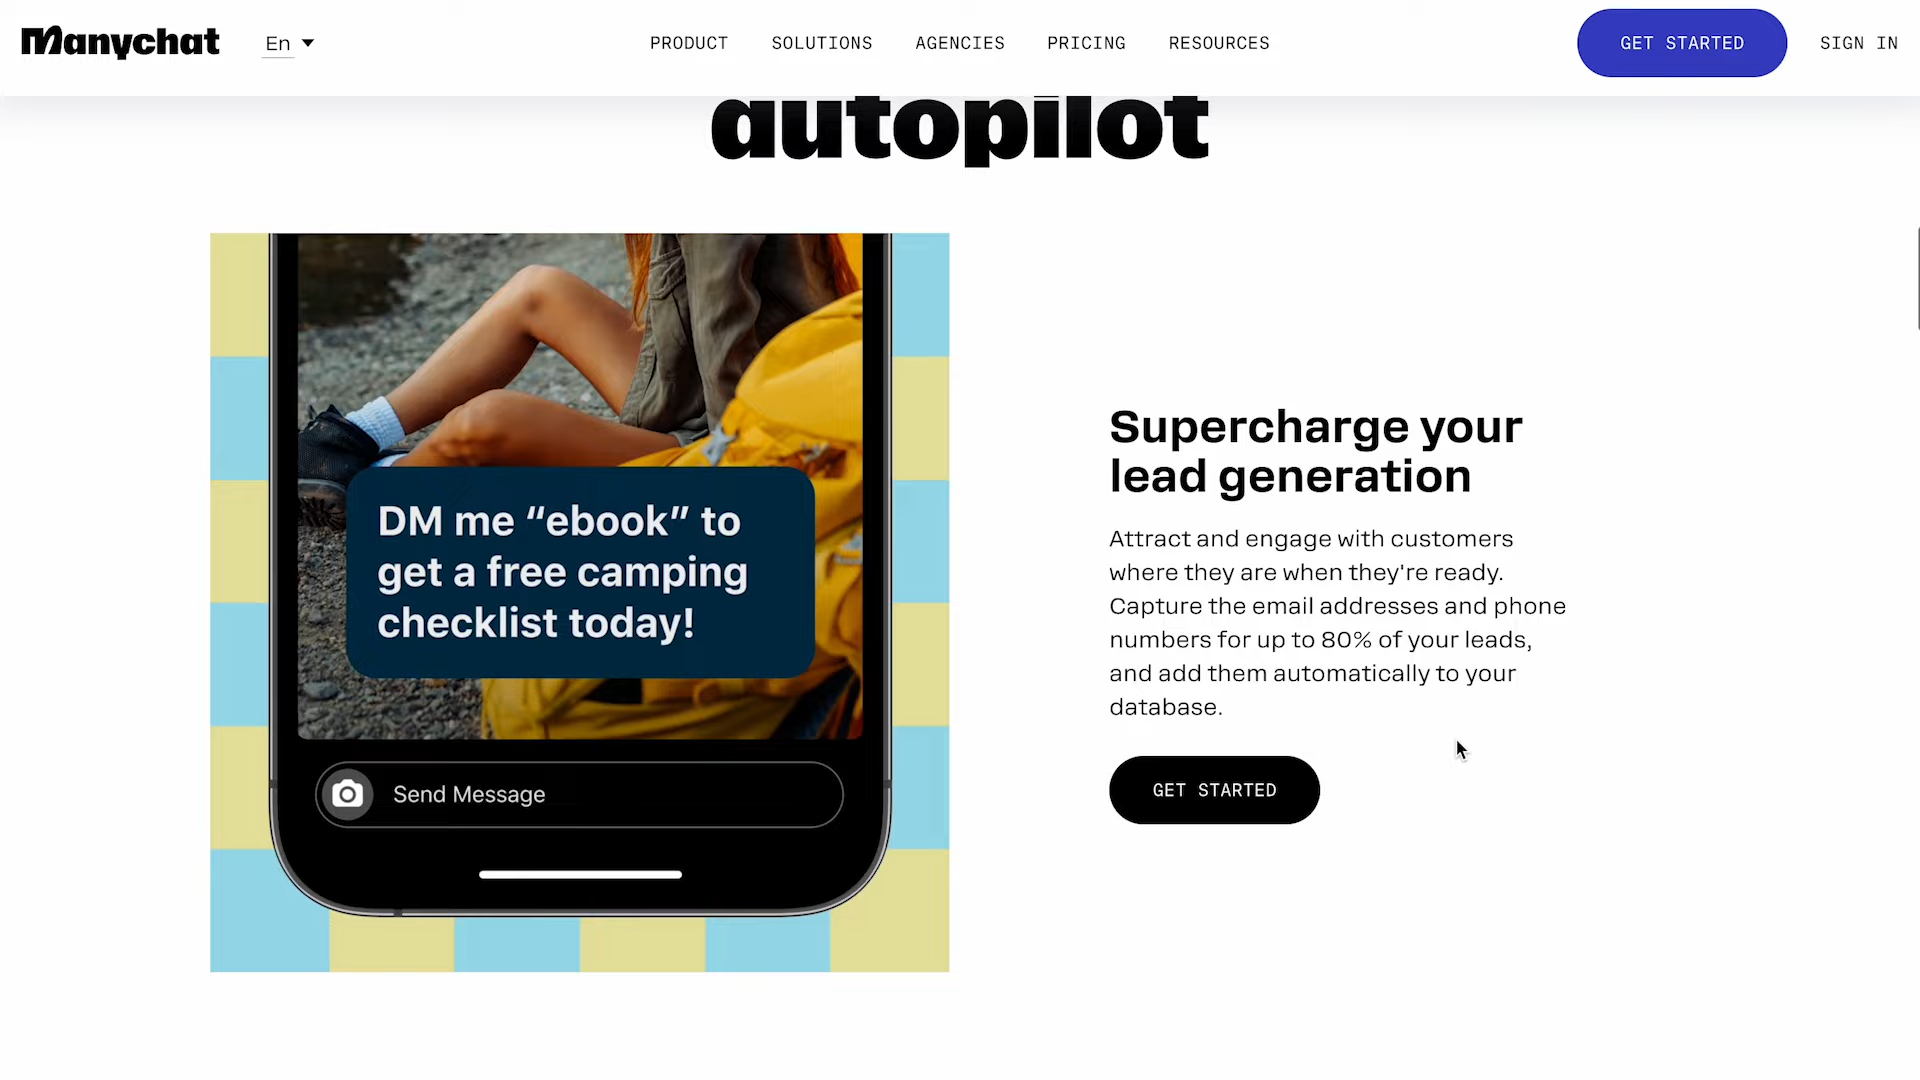 Manychat
En
PRODUCT
SOLUTIONS
AGENCIES
PRICING
RESOURCES
GET STARTED
SIGN IN
autopilot
DM me “ebook” to
get a free camping
checklist today!
Send Message
Supercharge your
lead generation
Attract and engage with customers
where they are when they're ready.
Capture the email addresses and phone
numbers for up to 80% of your leads,
and add them automatically to your
database.
GET STARTED